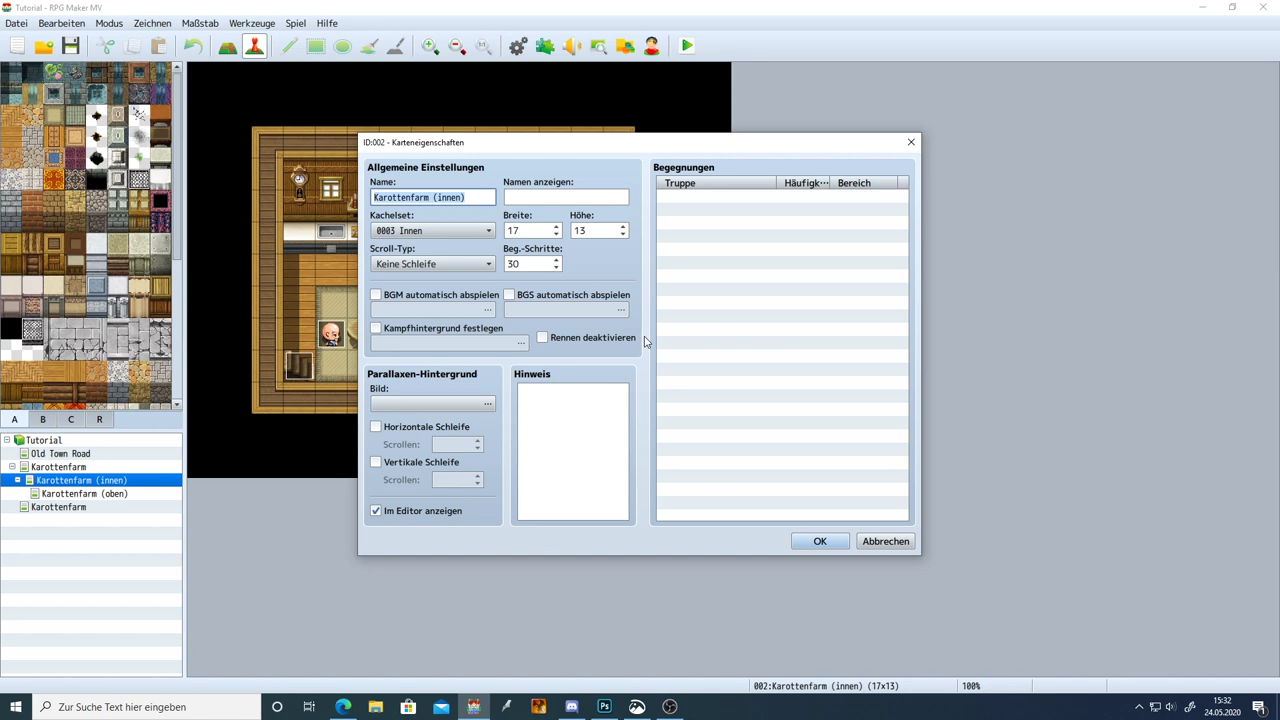 Tutorial - RPG Maker MV
Datei Bearbeiten Modus Zeichnen Maßstab Werkzeuge Spiel Hilfe
ID:002 - Karteneigenschaften
Allgemeine Einstellungen
Name: Namen anzeigen:
Karottenfarm (innen)
Kachelset: Breite: Höhe:
0003 Innen 17 13
Scroll-Typ: Beg.-Schritte:
Keine Schleife 30
BGM automatisch abspielen BGS automatisch abspielen
... ...
Kampfhintergrund festlegen
Rennen deaktivieren
...
Parallaxen-Hintergrund
Bild:
...
Horizontale Schleife
Scrollen:
Vertikale Schleife
Scrollen:
Im Editor anzeigen
Hinweis
Begegnungen
Truppe Häufigk... Bereich
OK Abbrechen
A B C R
Tutorial
Old Town Road
Karottenfarm
Karottenfarm (innen)
Karottenfarm (oben)
Karottenfarm
002:Karottenfarm (innen) (17x13) 100%
Zur Suche Text hier eingeben
Ps
15:32
24.05.2020
1